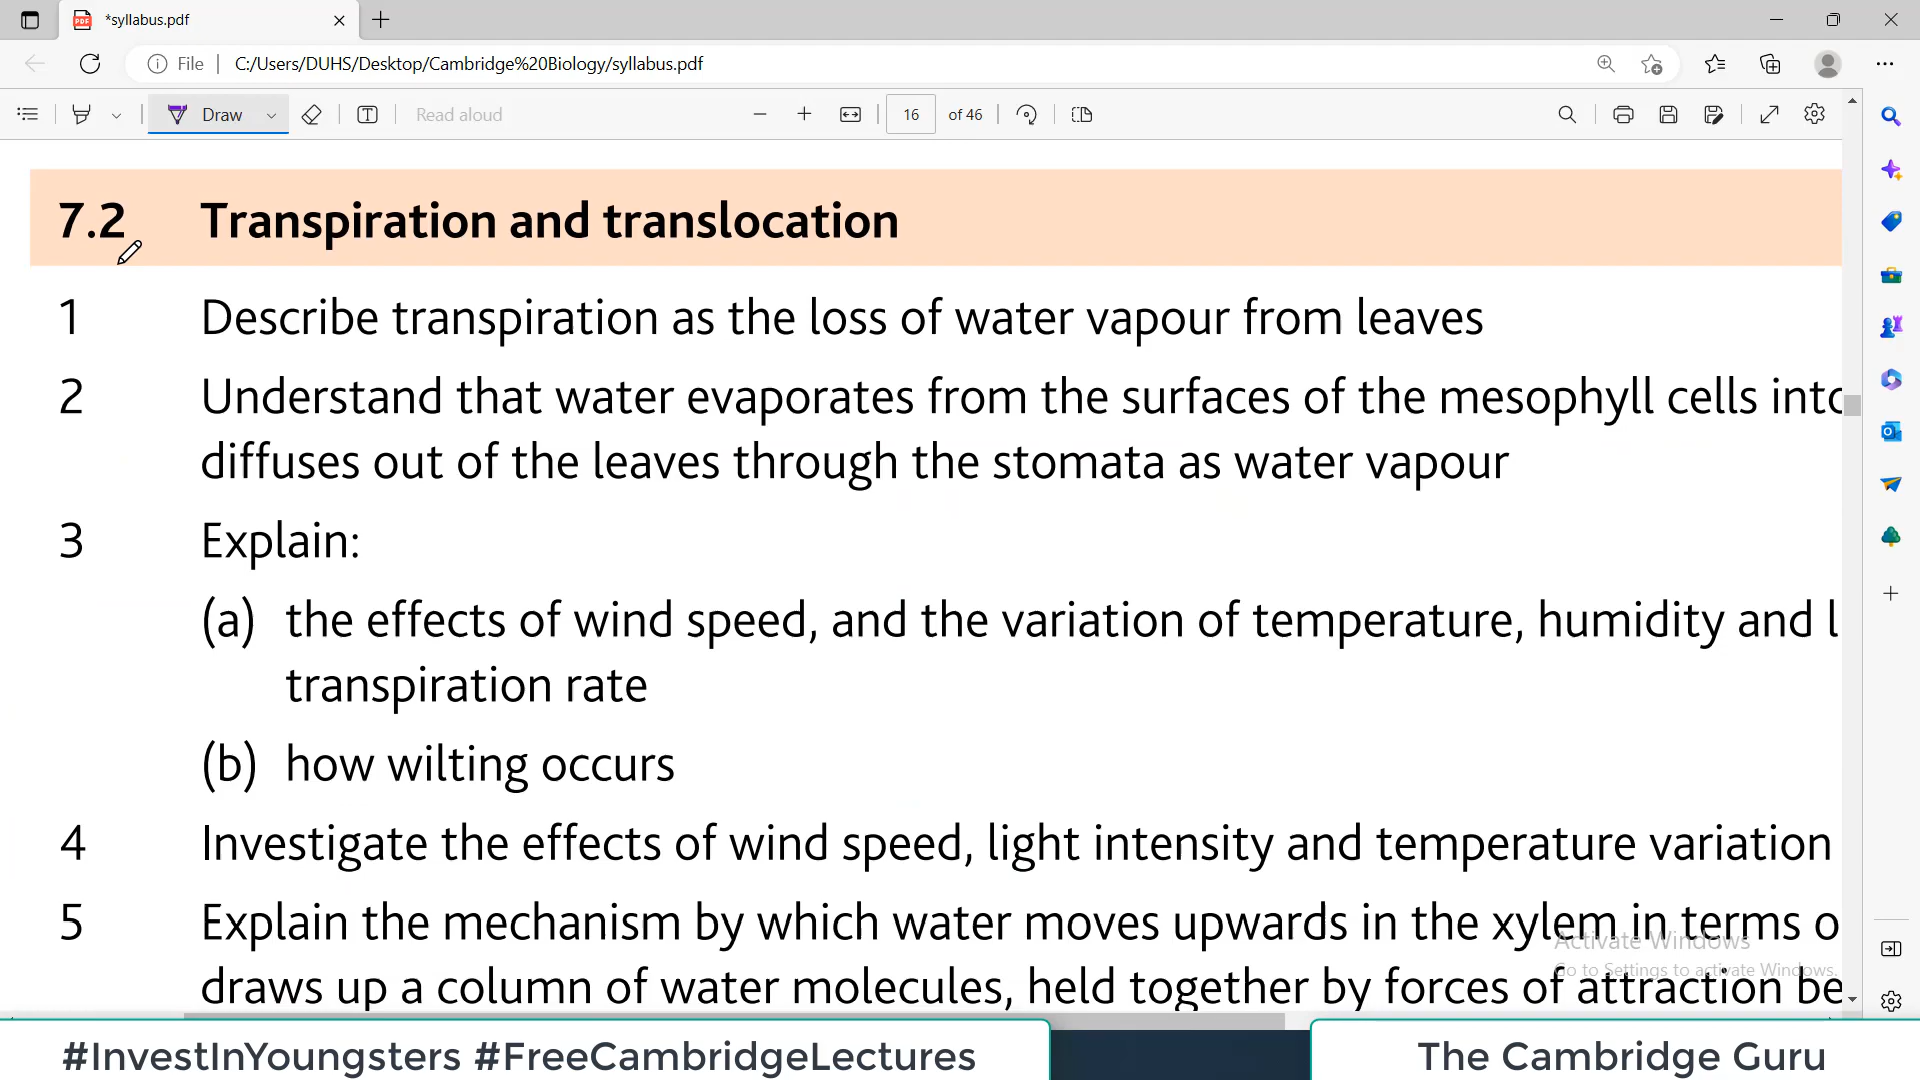 *syllabus.pdf
File
C:/Users/DUHS/Desktop/Cambridge%20Biology/syllabus.pdf
Draw
Read aloud
16 of 46
7.2 Transpiration and translocation
1 Describe transpiration as the loss of water vapour from leaves
2 Understand that water evaporates from the surfaces of the mesophyll cells into
diffuses out of the leaves through the stomata as water vapour
3 Explain:
(a) the effects of wind speed, and the variation of temperature, humidity and l
transpiration rate
(b) how wilting occurs
4 Investigate the effects of wind speed, light intensity and temperature variation
5 Explain the mechanism by which water moves upwards in the xylem in terms o
draws up a column of water molecules, held together by forces of attraction be
Activate Windows
Go to Settings to activate Windows.
#InvestInYoungsters #FreeCambridgeLectures
The Cambridge Guru